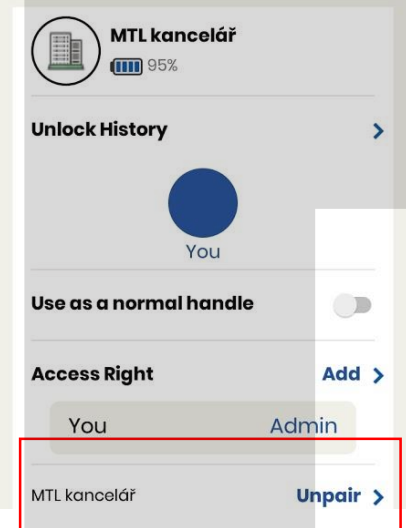 MTL kancelář
95%
Unlock History
You
Use as a normal handle
Access Right Add
You Admin
MTL kancelář Unpair